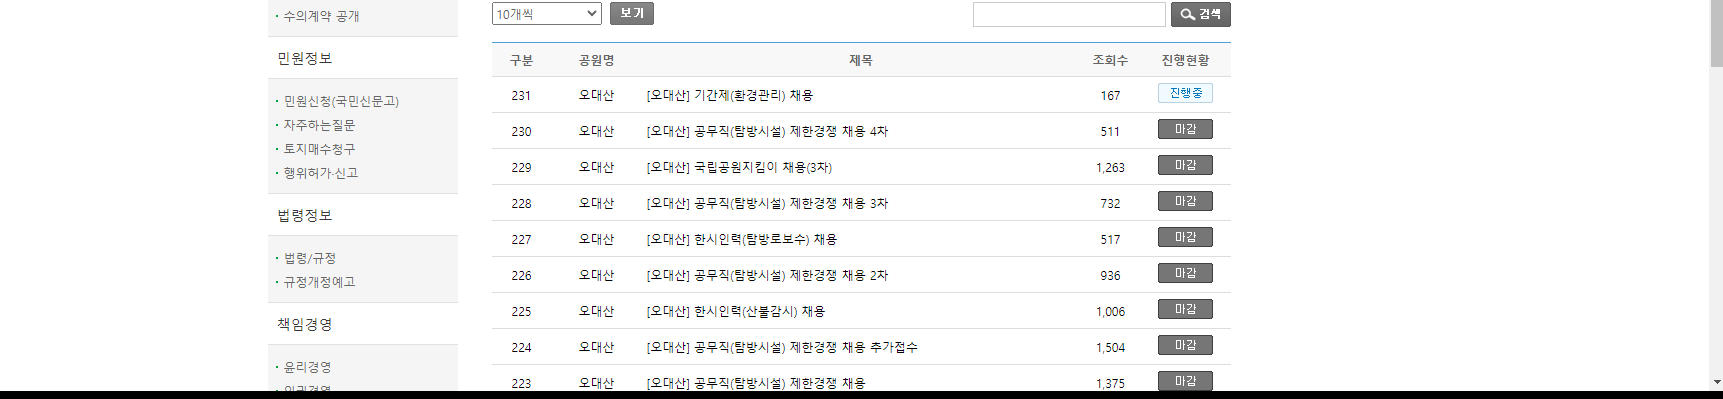 수의계약 공개
민원정보
민원신청(국민신문고)
자주하는질문
토지매수청구
행위허가·신고
법령정보
법령/규정
규정개정예고
책임경영
윤리경영
인권경영
10개씩 보기 검색
구분 공원명 제목 조회수 진행현황
231 오대산 [오대산] 기간제(환경관리) 채용 167 진행중
230 오대산 [오대산] 공무직(탐방시설) 제한경쟁 채용 4차 511 마감
229 오대산 [오대산] 국립공원지킴이 채용(3차) 1,263 마감
228 오대산 [오대산] 공무직(탐방시설) 제한경쟁 채용 3차 732 마감
227 오대산 [오대산] 한시인력(탐방로보수) 채용 517 마감
226 오대산 [오대산] 공무직(탐방시설) 제한경쟁 채용 2차 936 마감
225 오대산 [오대산] 한시인력(산불감시) 채용 1,006 마감
224 오대산 [오대산] 공무직(탐방시설) 제한경쟁 채용 추가접수 1,504 마감
223 오대산 [오대산] 공무직(탐방시설) 제한경쟁 채용 1,375 마감